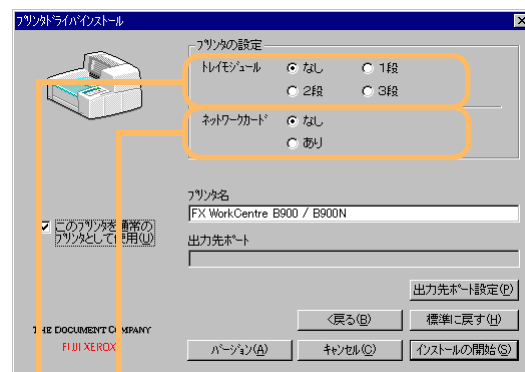 プリンタドライバインストール
プリンタの設定
トレイモジュール なし 1段
2段 3段
ネットワークカード なし
あり
プリンタ名
FX WorkCentre B900 / B900N
このプリンタを通常の
プリンタとして使用(U)
出力先ポート
出力先ポート設定(P)
<戻る(B) 標準に戻す(H)
THE DOCUMENT COMPANY
FUJI XEROX
バージョン(A) キャンセル(C) インストールの開始(S)